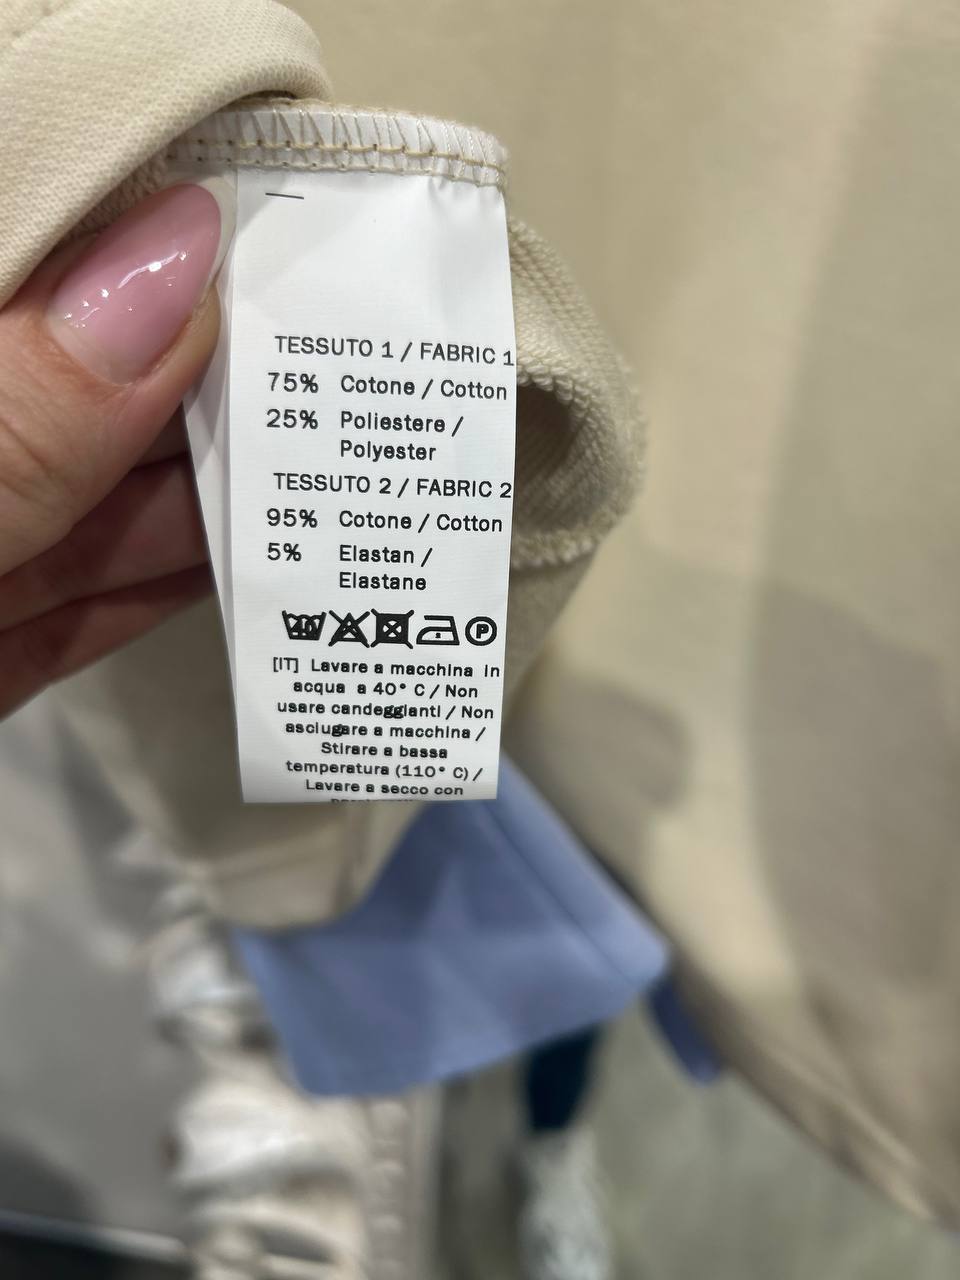 TESSUTO 1 / FABRIC 1
75% Cotone / Cotton
25% Poliestere /
Polyester
TESSUTO 2 / FABRIC 2
95% Cotone / Cotton
5% Elastan /
Elastane
40 P
[IT] Lavare a macchina in
acqua a 40° C / Non
usare candeggianti / Non
asciugare a macchina /
Stirare a bassa
temperatura (110° C) /
Lavare a secco con